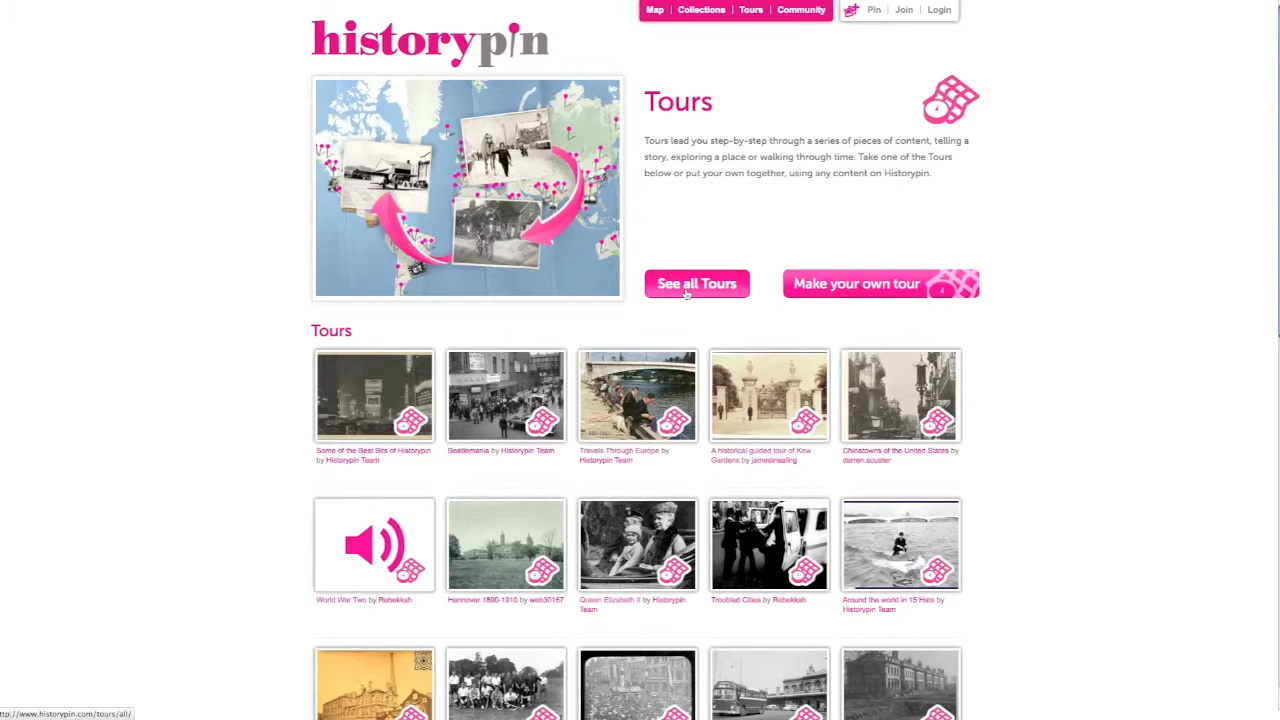 Map | Collections | Tours | Community
Pin | Join | Login
historypin
Tours
Tours lead you step-by-step through a series of pieces of content, telling a
story, exploring a place or walking through time. Take one of the Tours
below or put your own together, using any content on Historypin.
See all Tours
Make your own tour
Tours
Some of the Best Bits of Historypin
by Historypin Team
Beatlemania by Historypin Team
Travels Through Europe by
Historypin Team
A historical guided tour of Kew
Gardens by jamesinealing
Chinatowns of the United States by
darren.souster
World War Two by Rebekkah
Hannover 1890-1910 by web30167
Queen Elizabeth II by Historypin
Team
Troubled Cities by Rebekkah
Around the world in 15 Hats by
Historypin Team
ttp://www.historypin.com/tours/all/